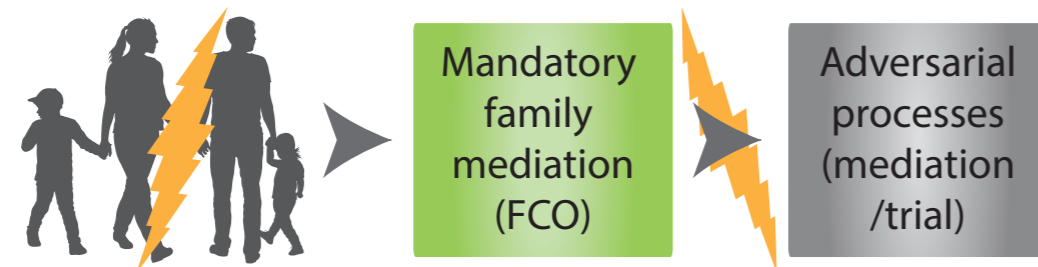 Mandatory
family
mediation
(FCO)
Adversarial
processes
(mediation
/trial)